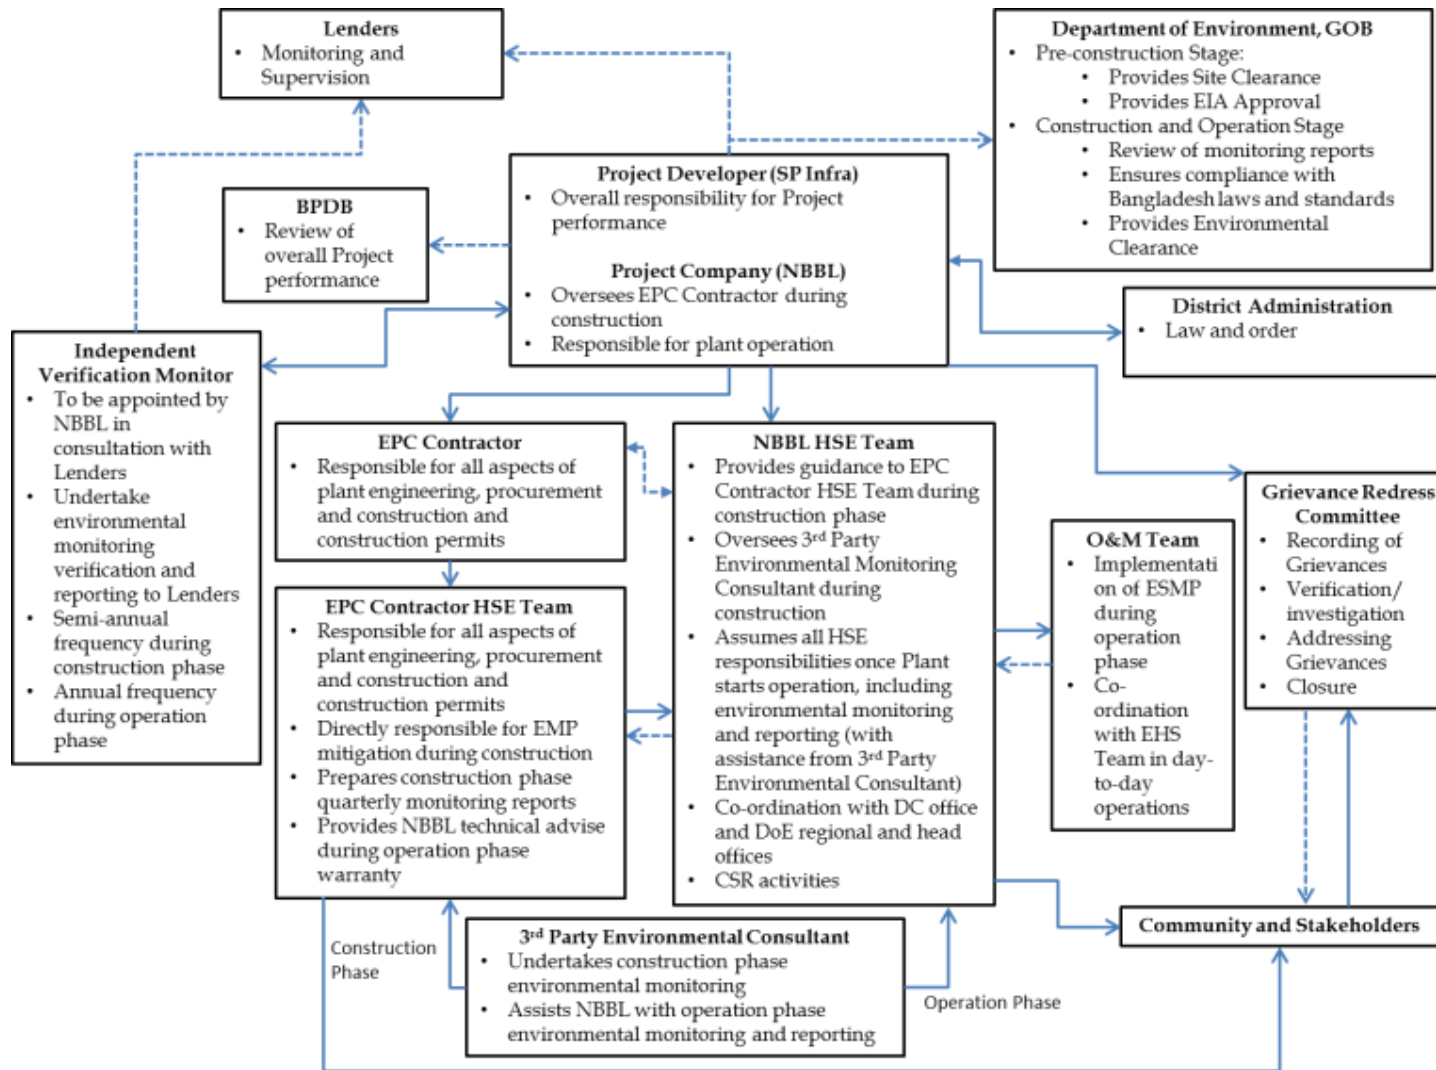 Lenders
• Monitoring and
Supervision
Department of Environment, GOB
• Pre-construction Stage:
• Provides Site Clearance
• Provides EIA Approval
• Construction and Operation Stage
• Review of monitoring reports
• Ensures compliance with
Bangladesh laws and standards
• Provides Environmental
Clearance
Project Developer (SP Infra)
• Overall responsibility for Project
performance
Project Company (NBBL)
• Oversees EPC Contractor during
construction
• Responsible for plant operation
BPDB
• Review of
overall Project
performance
District Administration
• Law and order
Independent
Verification Monitor
• To be appointed by
NBBL in
consultation with
Lenders
• Undertake
environmental
monitoring
verification and
reporting to Lenders
• Semi-annual
frequency during
construction phase
• Annual frequency
during operation
phase
EPC Contractor
• Responsible for all aspects of
plant engineering, procurement
and construction and
construction permits
EPC Contractor HSE Team
• Responsible for all aspects of
plant engineering, procurement
and construction and
construction permits
• Directly responsible for EMP
mitigation during construction
• Prepares construction phase
quarterly monitoring reports
• Provides NBBL technical advise
during operation phase
warranty
NBBL HSE Team
• Provides guidance to EPC
Contractor HSE Team during
construction phase
• Oversees 3rd Party
Environmental Monitoring
Consultant during
construction
• Assumes all HSE
responsibilities once Plant
starts operation, including
environmental monitoring
and reporting (with
assistance from 3rd Party
Environmental Consultant)
• Co-ordination with DC office
and DoE regional and head
offices
• CSR activities
O&M Team
• Implementati
on of ESMP
during
operation
phase
• Co-
ordination
with EHS
Team in day-
to-day
operations
Grievance Redress
Committee
• Recording of
Grievances
• Verification/
investigation
• Addressing
Grievances
• Closure
Community and Stakeholders
3rd Party Environmental Consultant
• Undertakes construction phase
environmental monitoring
• Assists NBBL with operation phase
environmental monitoring and reporting
Construction
Phase
Operation Phase